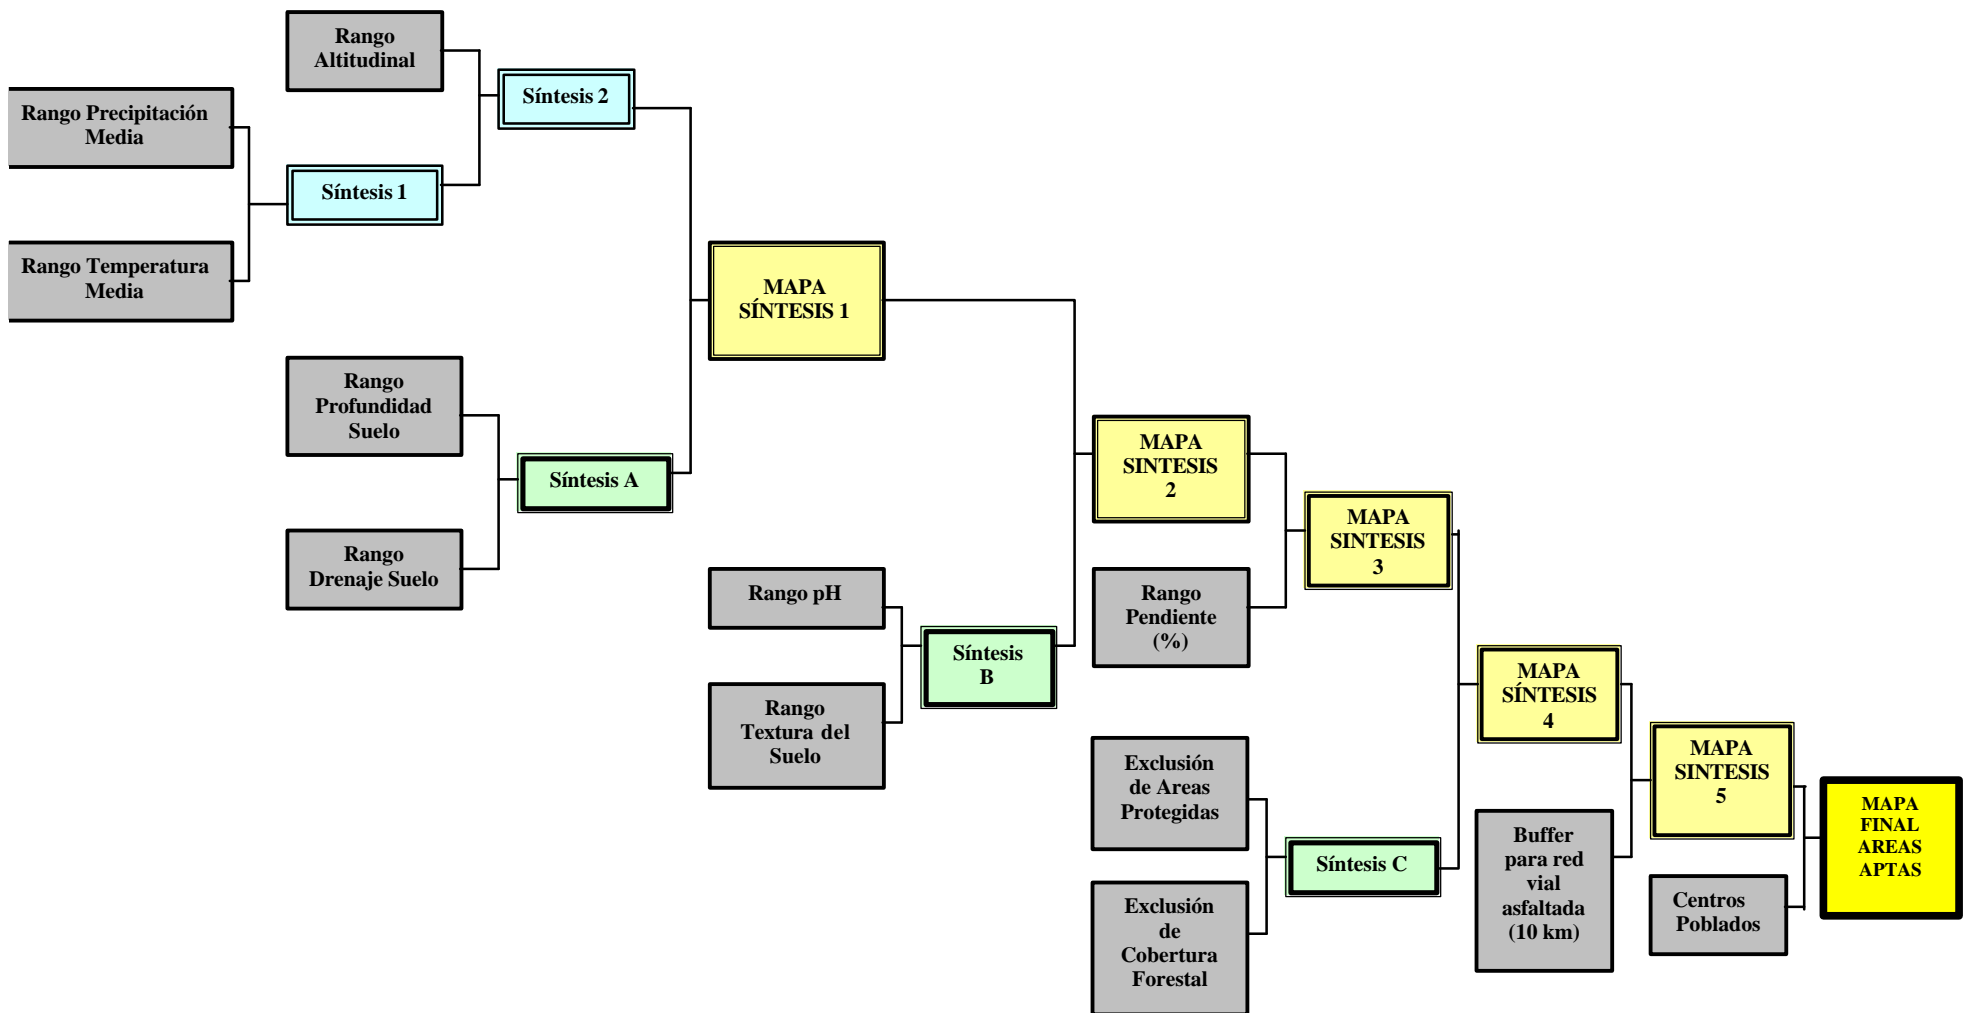 Rango
Altitudinal
Rango Precipitación
Media
Síntesis 2
Síntesis 1
Rango Temperatura
Media
MAPA
SÍNTESIS 1
Rango
Profundidad
Suelo
Síntesis A
Rango
Drenaje Suelo
MAPA
SINTESIS
2
Rango pH
Síntesis
B
Rango
Textura del
Suelo
MAPA
SINTESIS
3
Rango
Pendiente
(%)
MAPA
SÍNTESIS
4
Exclusión
de Areas
Protegidas
Síntesis C
Exclusión
de
Cobertura
Forestal
MAPA
SINTESIS
5
Buffer
para red
vial
asfaltada
(10 km)
Centros
Poblados
MAPA
FINAL
AREAS
APTAS